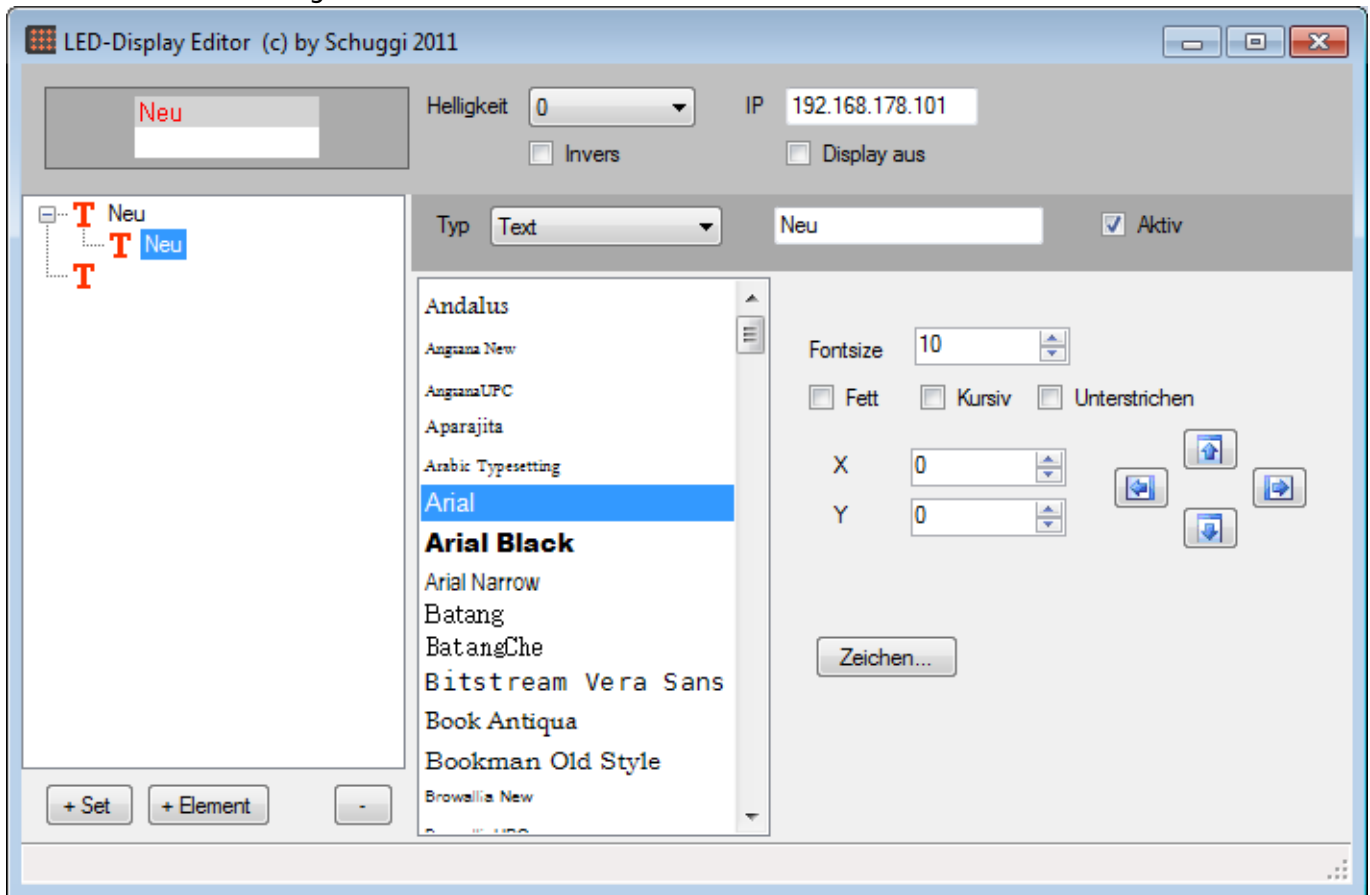 LED-Display Editor (c) by Schuggi 2011
Neu
Helligkeit 0 IP 192.168.178.101
Invers Display aus
Neu
Neu
Typ Text Neu Aktiv
Andalus
Angsana New
AngsanaUPC
Aparajita
Arabic Typesetting
Arial
Arial Black
Arial Narrow
Batang
BatangChe
Bitstream Vera Sans
Book Antiqua
Bookman Old Style
Browallia New
Fontsize 10
Fett Kursiv Unterstrichen
X 0
Y 0
Zeichen...
+ Set + Element -